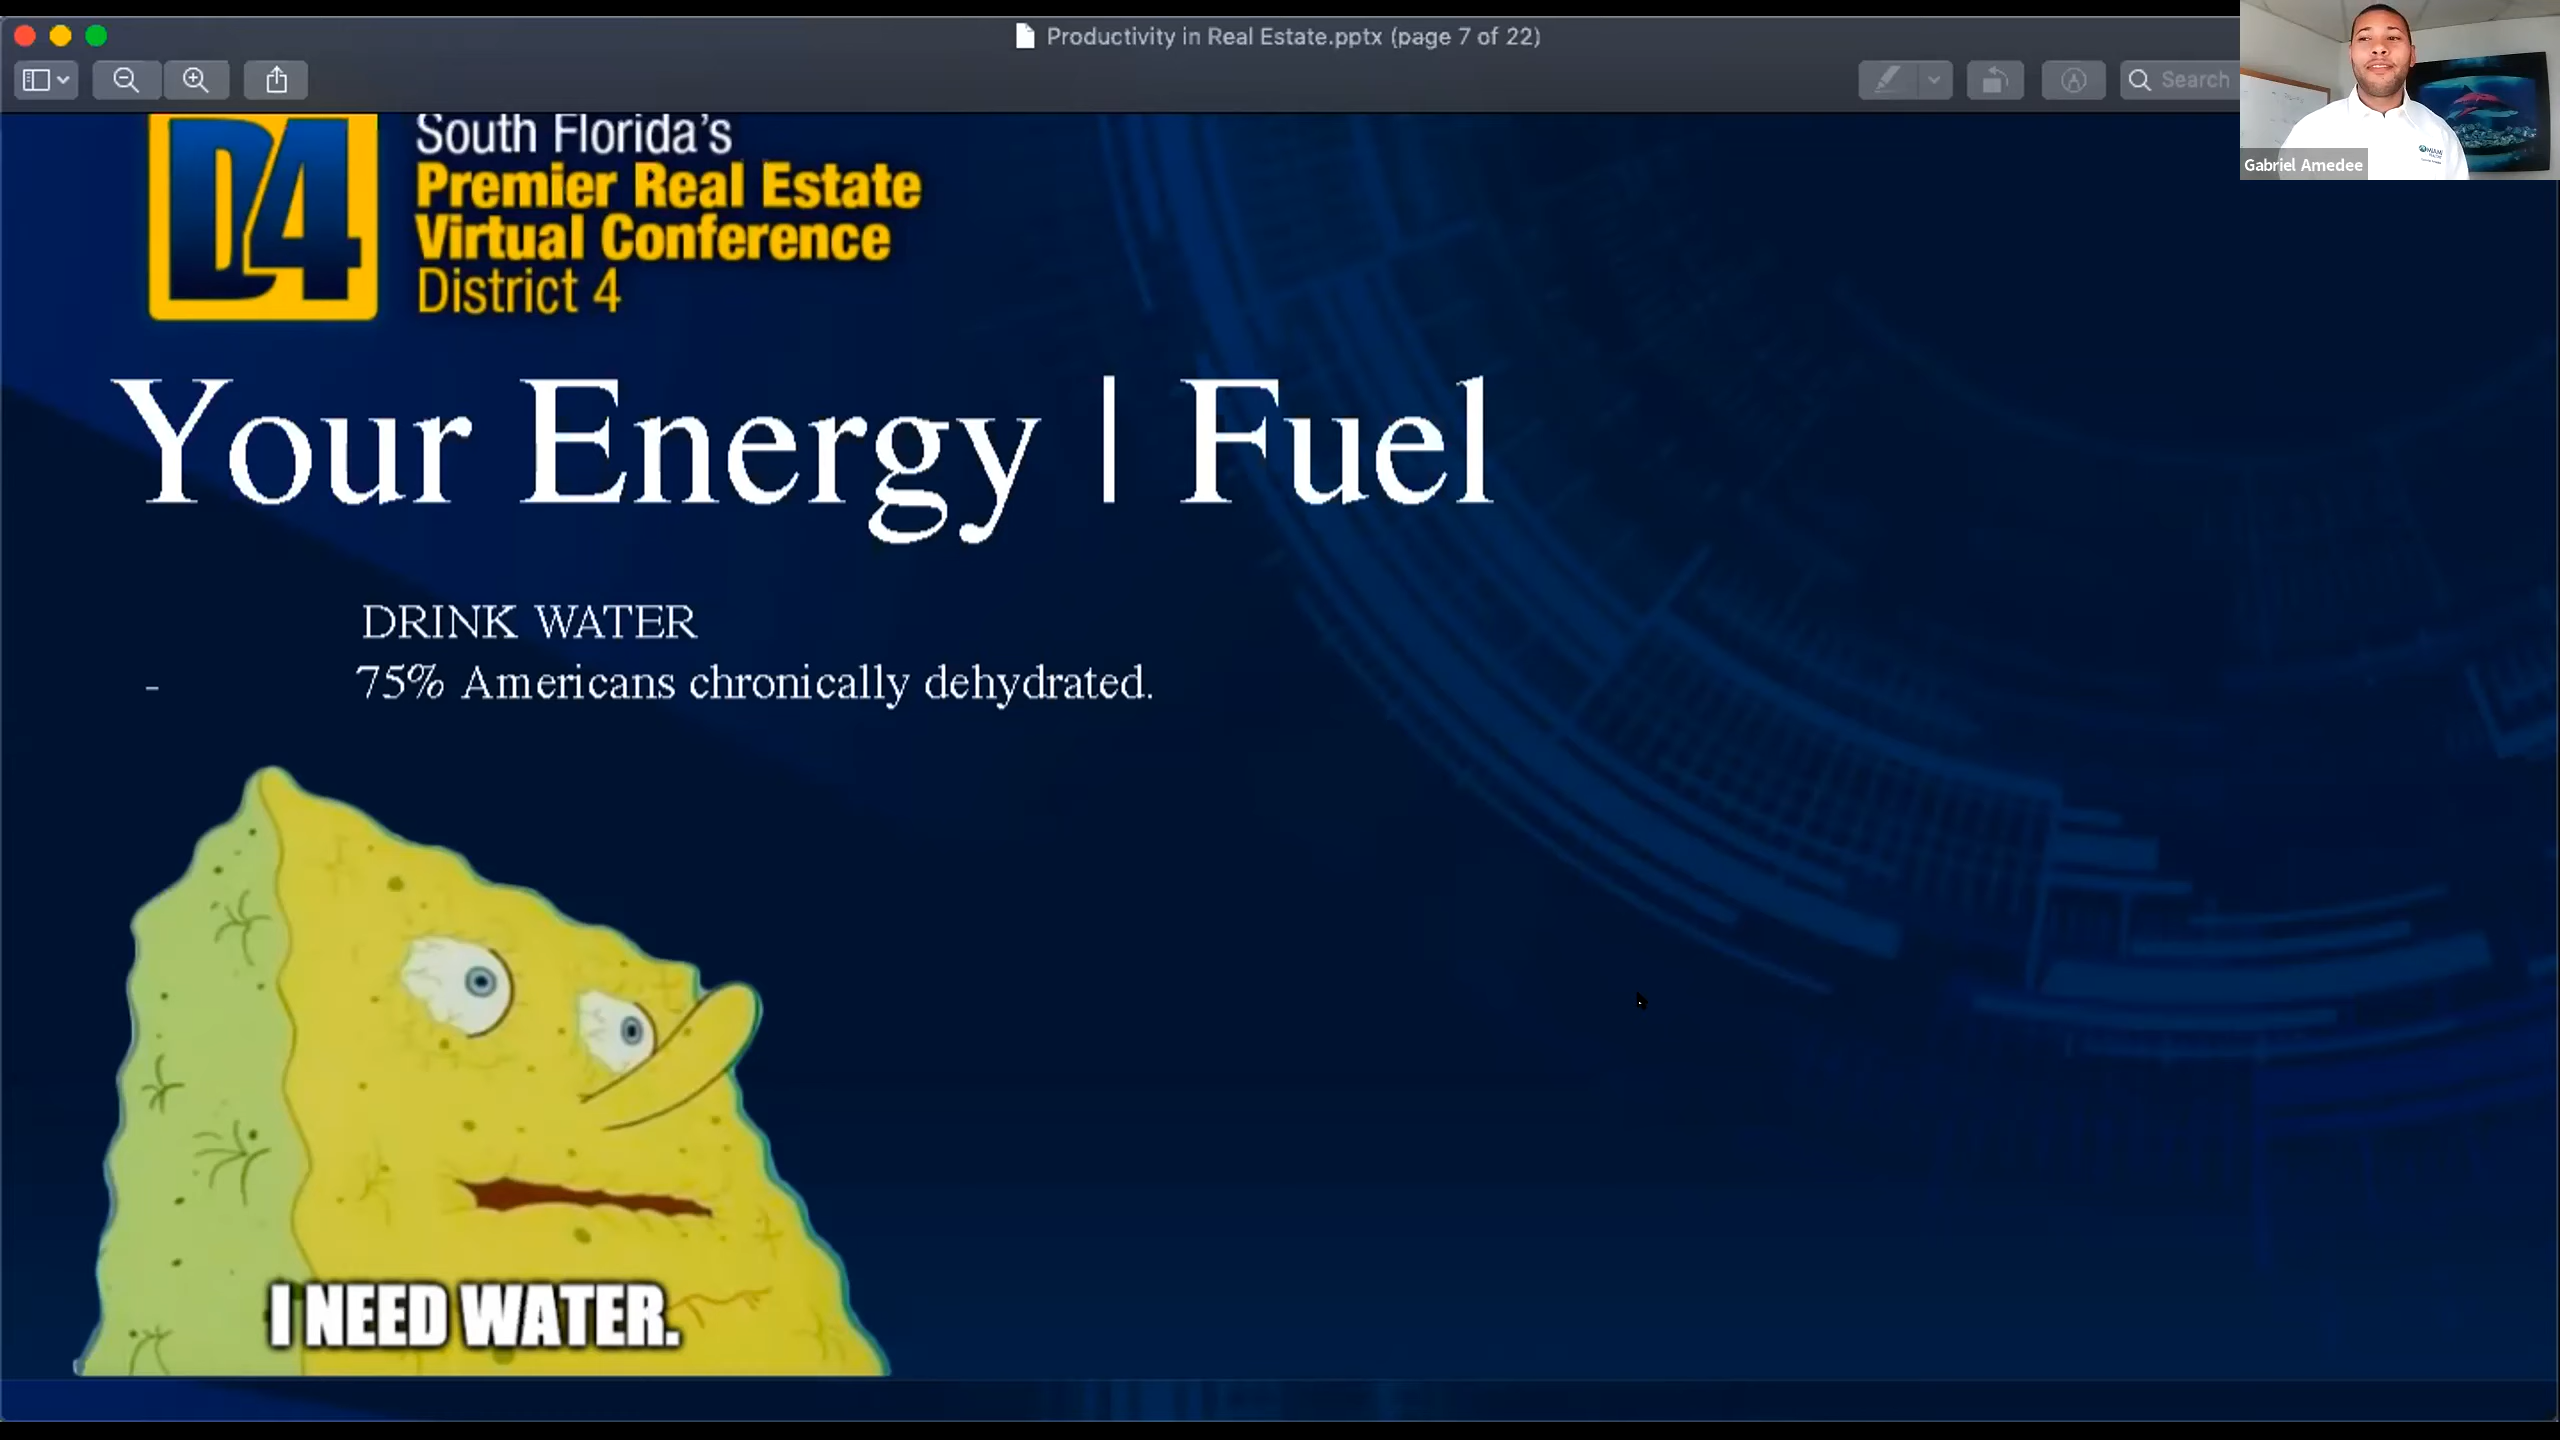 Productivity in Real Estate.pptx (page 7 of 22)
Search
Gabriel Amedee
D4
South Florida's
Premier Real Estate
Virtual Conference
District 4
Your Energy | Fuel
DRINK WATER
- 75% Americans chronically dehydrated.
I NEED WATER.